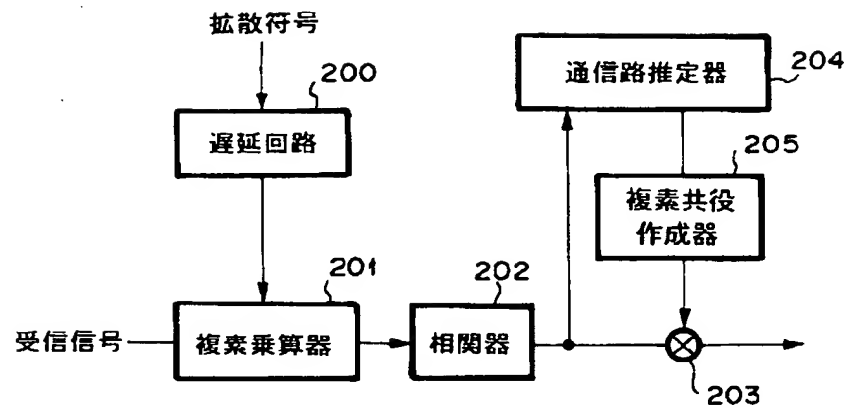 拡散符号
200
遅延回路
通信路推定器
204
205
複素共役
作成器
201
202
受信信号
複素乗算器
相関器
203